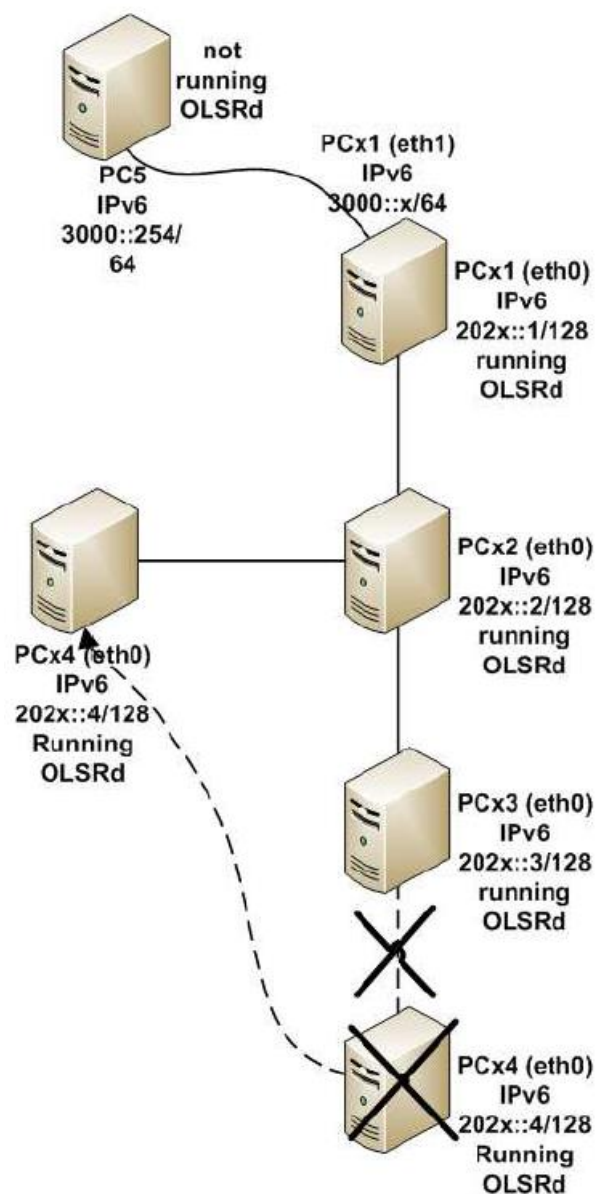 not
running
OLSRd
PC5
IPv6
3000::254/
64
PCx1 (eth1)
IPv6
3000::x/64
PCx1 (eth0)
IPv6
202x::1/128
running
OLSRd
PCx2 (eth0)
IPv6
202x::2/128
running
OLSRd
PCx4 (eth0)
IPv6
202x::4/128
Running
OLSRd
PCx3 (eth0)
IPv6
202x::3/128
running
OLSRd
PCx4 (eth0)
IPv6
202x::4/128
Running
OLSRd